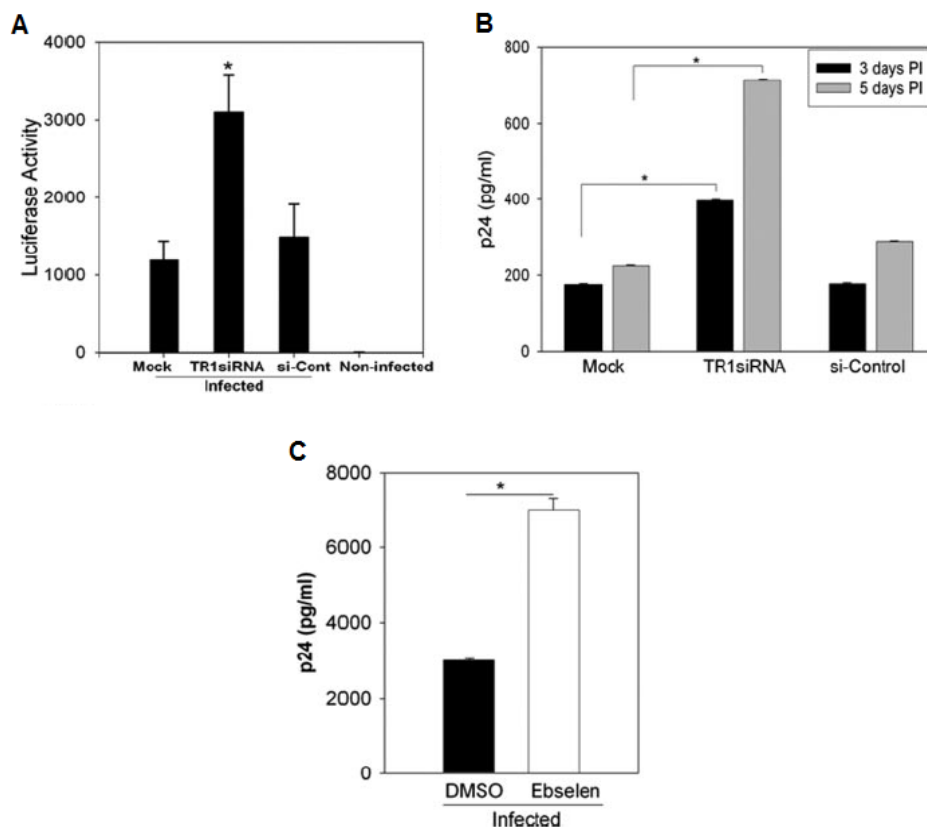 A
4000
3000
2000
1000
0
Luciferase Activity
*
Mock TR1siRNA si-Cont Non-infected
Infected
B
800
600
400
200
0
p24 (pg/ml)
3 days PI
5 days PI
*
*
Mock TR1siRNA si-Control
C
8000
6000
4000
2000
0
p24 (pg/ml)
*
DMSO Ebselen
Infected